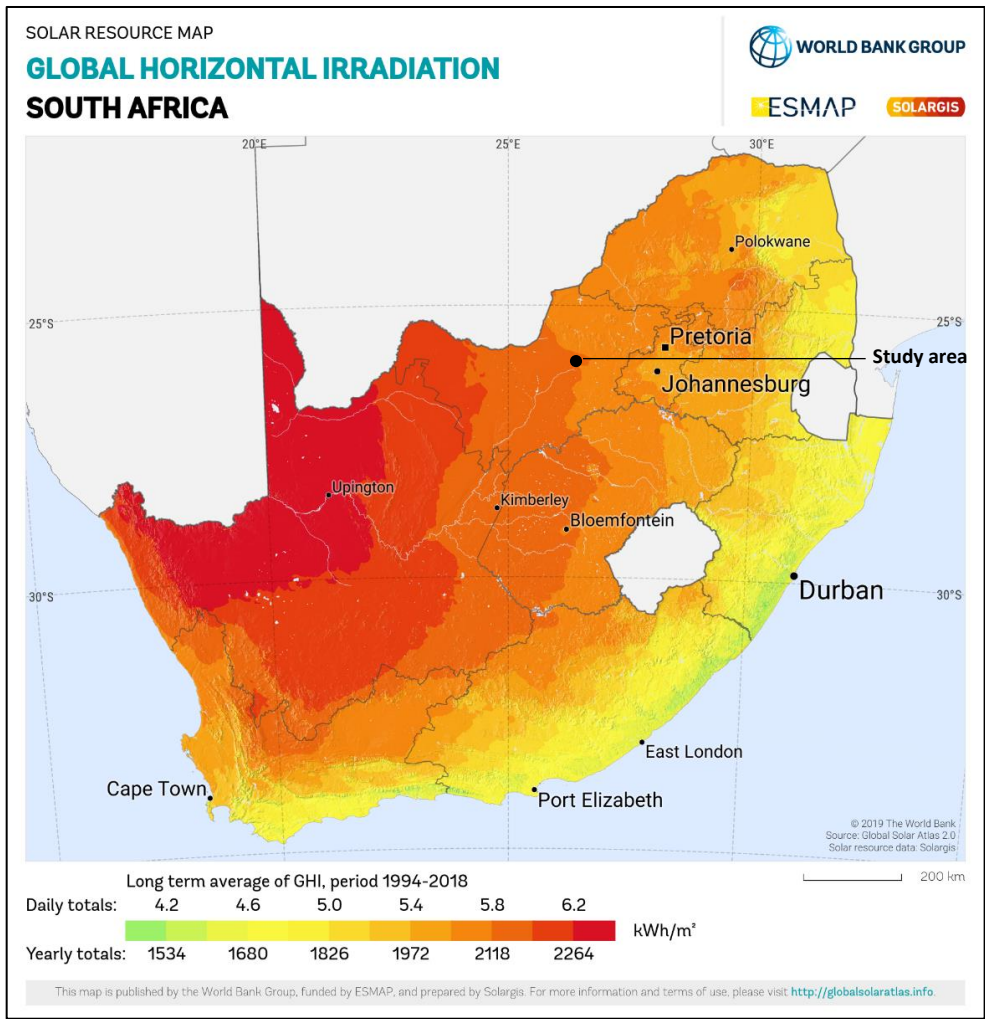 SOLAR RESOURCE MAP
GLOBAL HORIZONTAL IRRADIATION
SOUTH AFRICA
WORLD BANK GROUP
ESMAP
SOLARGIS
20°E
25°E
30°E
Polokwane
25°S
25°S
Pretoria
Study area
Johannesburg
Upington
Kimberley
Bloemfontein
Durban
30°S
30°S
East London
Cape Town
Port Elizabeth
© 2019 The World Bank
Source: Global Solar Atlas 2.0
Solar resource data: Solargis
Long term average of GHI, period 1994-2018
200 km
Daily totals: 4.2 4.6 5.0 5.4 5.8 6.2
kWh/m²
Yearly totals: 1534 1680 1826 1972 2118 2264
This map is published by the World Bank Group, funded by ESMAP, and prepared by Solargis. For more information and terms of use, please visit http://globalsolaratlas.info.